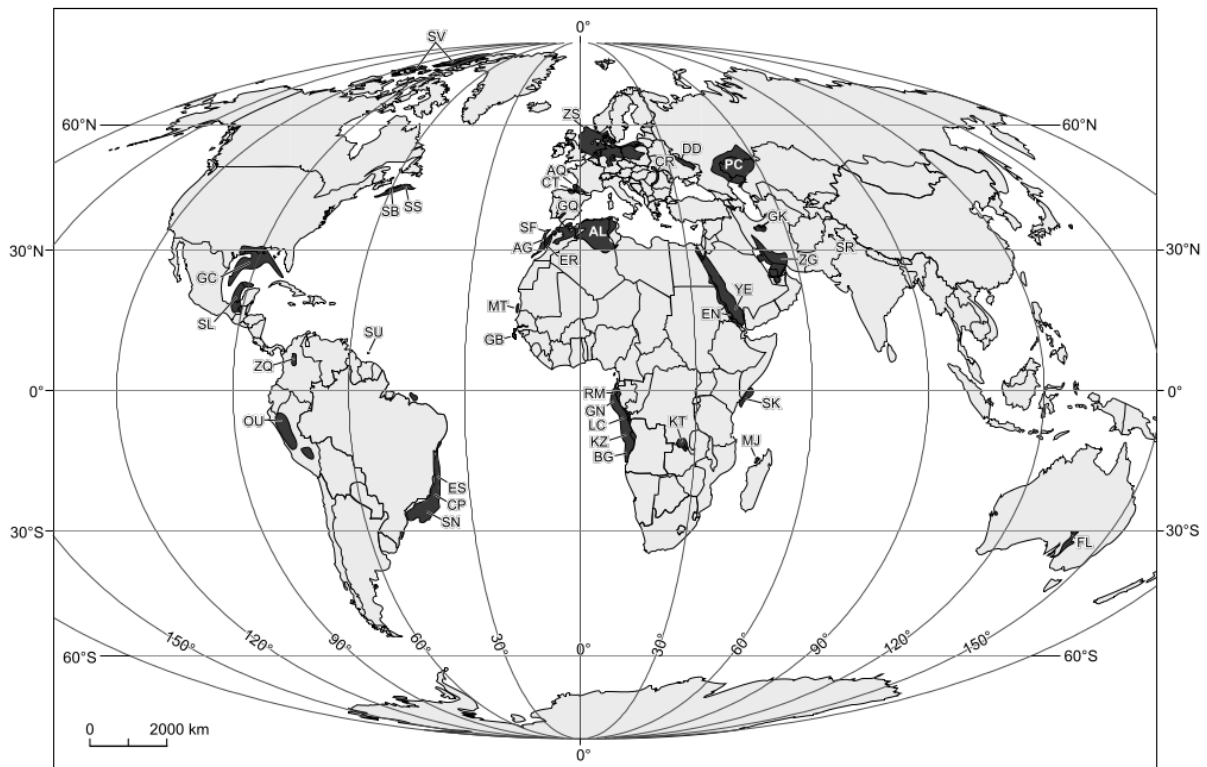 0°
SV
60°N
60°N
ZS
DD
CR
PC
AQ
CT
GQ
GK
SB
SS
SF
AL
SR
30°N
30°N
AG
ER
ZG
GC
YE
MT
EN
SL
GB
SU
ZQ
0°
0°
RM
SK
GN
OU
LC
KT
KZ
MJ
BG
ES
CP
SN
30°S
30°S
FL
150°
120°
90°
60°
30°
0°
30°
60°
90°
120°
150°
60°S
60°S
0
2000 km
0°